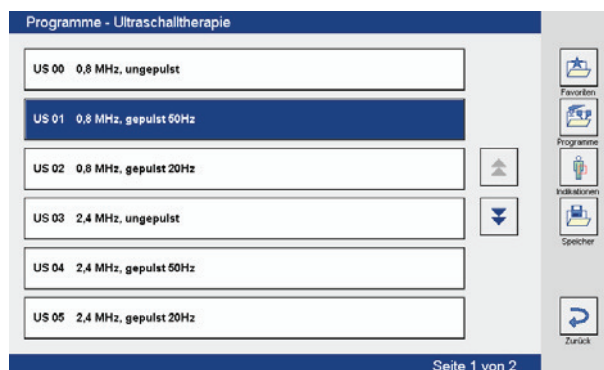 Programme - Ultraschalltherapie
US 00 0,8 MHz, ungepulst
US 01 0,8 MHz, gepulst 50Hz
US 02 0,8 MHz, gepulst 20Hz
US 03 2,4 MHz, ungepulst
US 04 2,4 MHz, gepulst 50Hz
US 05 2,4 MHz, gepulst 20Hz
Seite 1 von 2
Favoriten
Programme
Indikationen
Speicher
Zurück